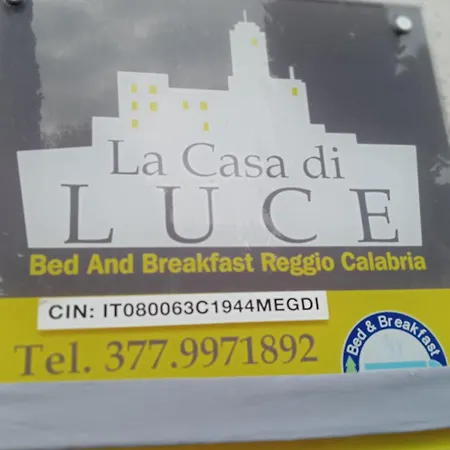 La Casa di
LUCE
Bed And Breakfast Reggio Calabria
CIN: IT080063C1944MEGDI
Tel. 377.9971892
Bed & Breakfast